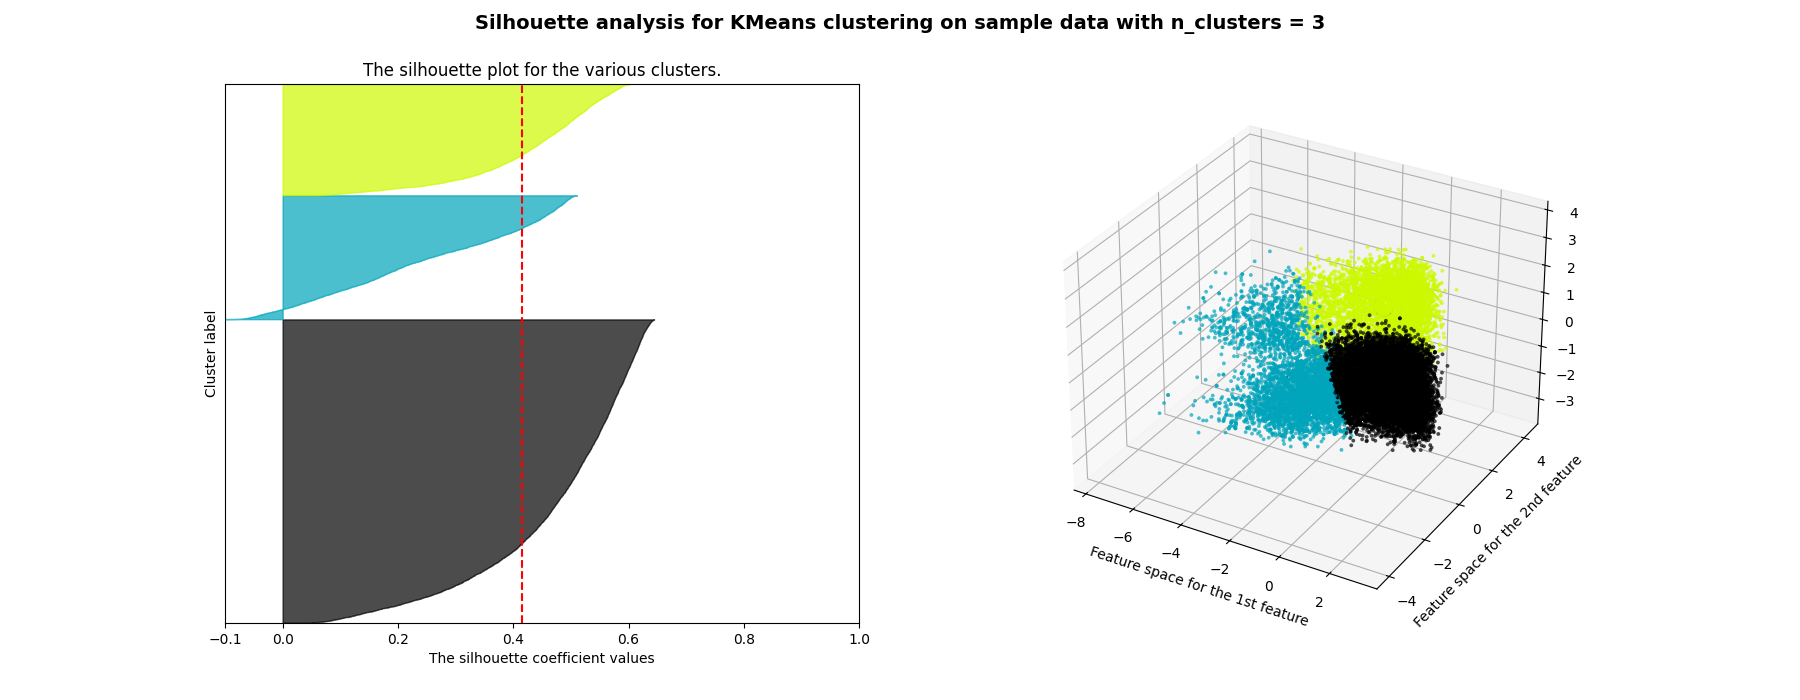 Silhouette analysis for KMeans clustering on sample data with n_clusters = 3
The silhouette plot for the various clusters.
Cluster label
−0.1 0.0 0.2 0.4 0.6 0.8 1.0
The silhouette coefficient values
4
3
2
1
0
−1
−2
−3
−8
−6
−4
−2
0
2
Feature space for the 1st feature
4
2
0
−2
−4
Feature space for the 2nd feature